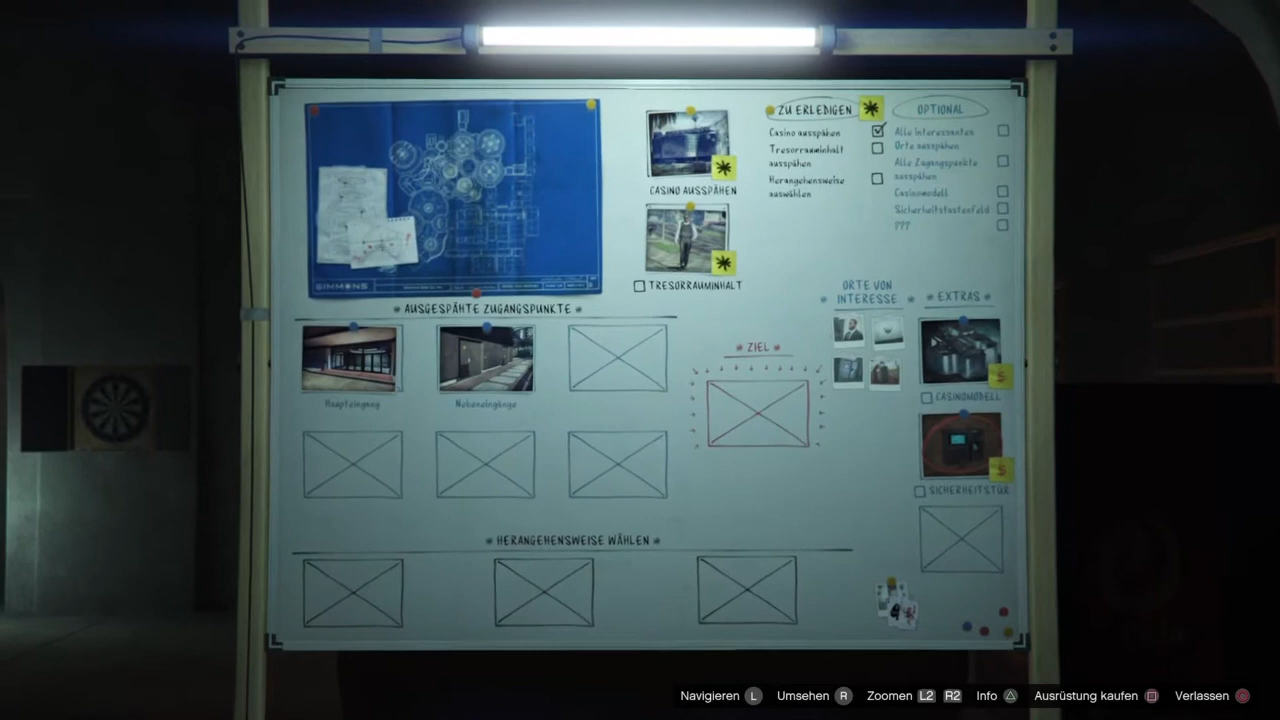 ZU ERLEDIGEN
Casino ausspähen
Tresorrauminhalt
ausspähen
Herangehensweise
auswählen
OPTIONAL
Alle interessanten
Orte ausspähen
Alle Zugangspunkte
ausspähen
Casinomodell
Sicherheitstastenfeld
???
CASINO AUSSPÄHEN
TRESORRAUMINHALT
SIMMONS
AUSGESPÄHTE ZUGANGSPUNKTE
Haupteingang
Nebeneingänge
ZIEL
ORTE VON
INTERESSE
EXTRAS
CASINOMODELL
SICHERHEITSTÜR
HERANGEHENSWEISE WÄHLEN
Navigieren L Umsehen R Zoomen L2 R2 Info Ausrüstung kaufen Verlassen